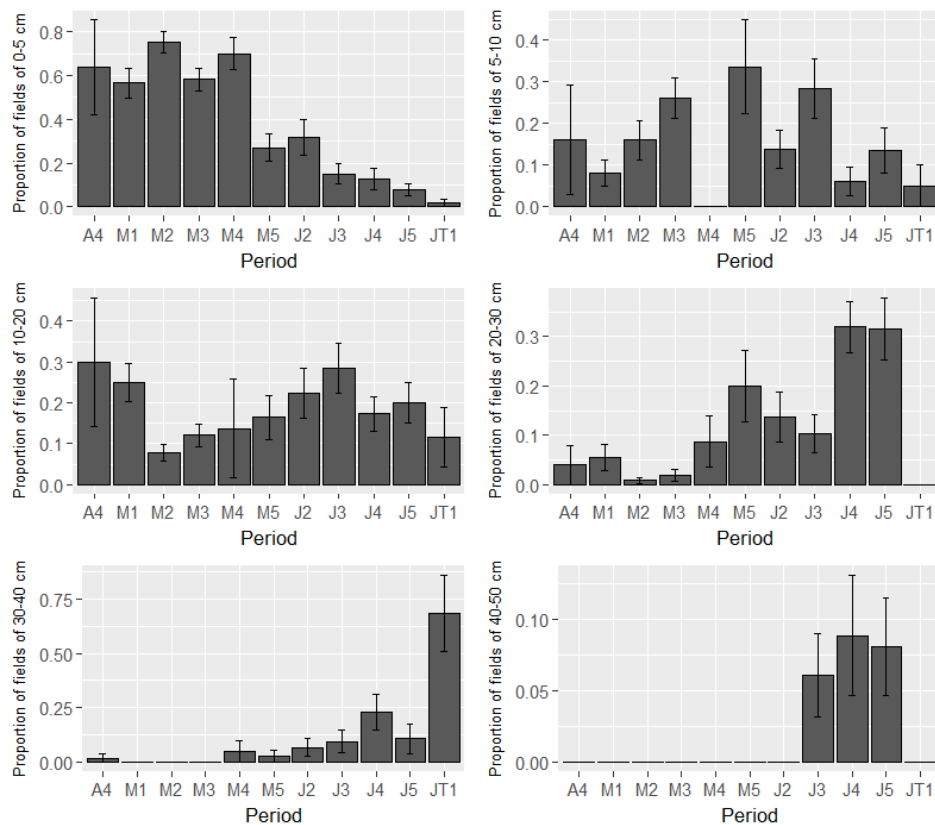 Proportion of fields of 0-5 cm
0.8
0.6
0.4
0.2
0.0
A4 M1 M2 M3 M4 M5 J2 J3 J4 J5 JT1
Period
Proportion of fields of 5-10 cm
0.4
0.3
0.2
0.1
0.0
A4 M1 M2 M3 M4 M5 J2 J3 J4 J5 JT1
Period
Proportion of fields of 10-20 cm
0.4
0.3
0.2
0.1
0.0
A4 M1 M2 M3 M4 M5 J2 J3 J4 J5 JT1
Period
Proportion of fields of 20-30 cm
0.3
0.2
0.1
0.0
A4 M1 M2 M3 M4 M5 J2 J3 J4 J5 JT1
Period
Proportion of fields of 30-40 cm
0.75
0.50
0.25
0.00
A4 M1 M2 M3 M4 M5 J2 J3 J4 J5 JT1
Period
Proportion of fields of 40-50 cm
0.10
0.05
0.00
A4 M1 M2 M3 M4 M5 J2 J3 J4 J5 JT1
Period